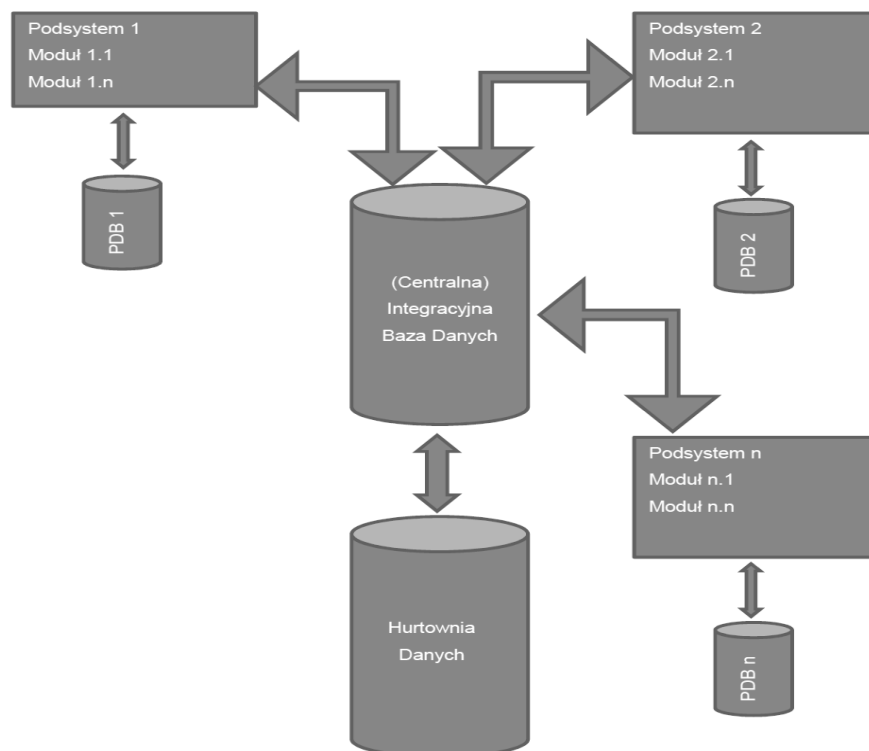 Podsystem 1
Moduł 1.1
Moduł 1.n
Podsystem 2
Moduł 2.1
Moduł 2.n
PDB 1
PDB 2
(Centralna)
Integracyjna
Baza Danych
Podsystem n
Moduł n.1
Moduł n.n
Hurtownia
Danych
PDB n